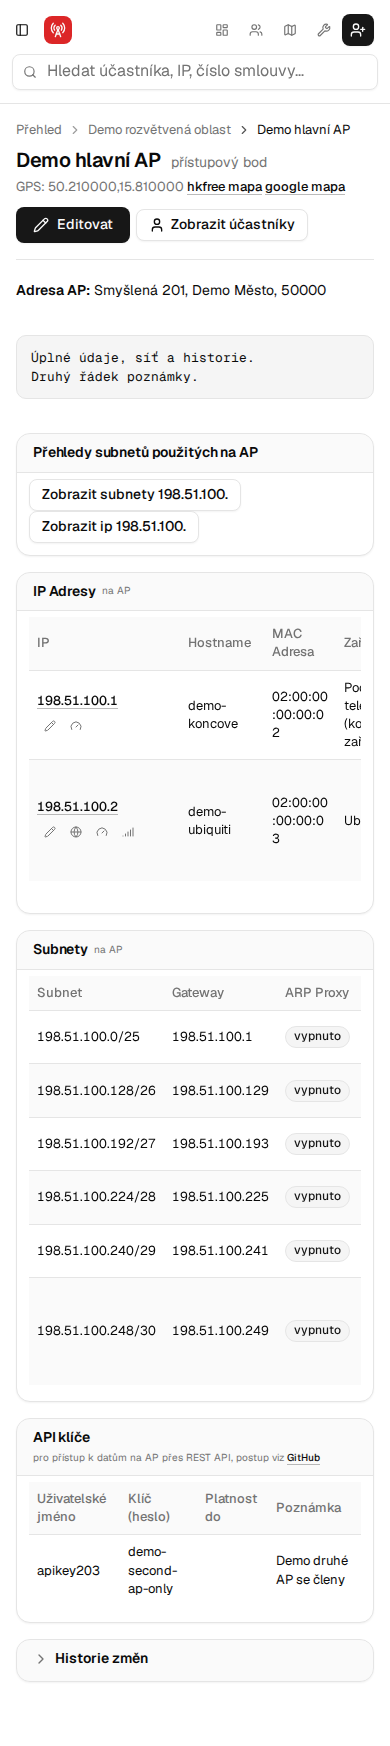 Hledat účastníka, IP, číslo smlouvy...
Přehled > Demo rozvětvená oblast > Demo hlavní AP
Demo hlavní AP přístupový bod
GPS: 50.210000,15.810000 hkfree mapa google mapa
Editovat Zobrazit účastníky
Adresa AP: Smyšlená 201, Demo Město, 50000
Úplné údaje, síť a historie.
Druhý řádek poznámky.
Přehledy subnetů použitých na AP
Zobrazit subnety 198.51.100.
Zobrazit ip 198.51.100.
IP Adresy na AP
IP Hostname MAC Adresa
198.51.100.1 demo-koncove 02:00:00:00:00:02
198.51.100.2 demo-ubiquiti 02:00:00:00:00:03
Subnety na AP
Subnet Gateway ARP Proxy
198.51.100.0/25 198.51.100.1 vypnuto
198.51.100.128/26 198.51.100.129 vypnuto
198.51.100.192/27 198.51.100.193 vypnuto
198.51.100.224/28 198.51.100.225 vypnuto
198.51.100.240/29 198.51.100.241 vypnuto
198.51.100.248/30 198.51.100.249 vypnuto
API klíče
pro přístup k datům na AP přes REST API, postup viz GitHub
Uživatelské jméno Klíč (heslo) Platnost do Poznámka
apikey203 demo-second-ap-only Demo druhé AP se členy
Historie změn